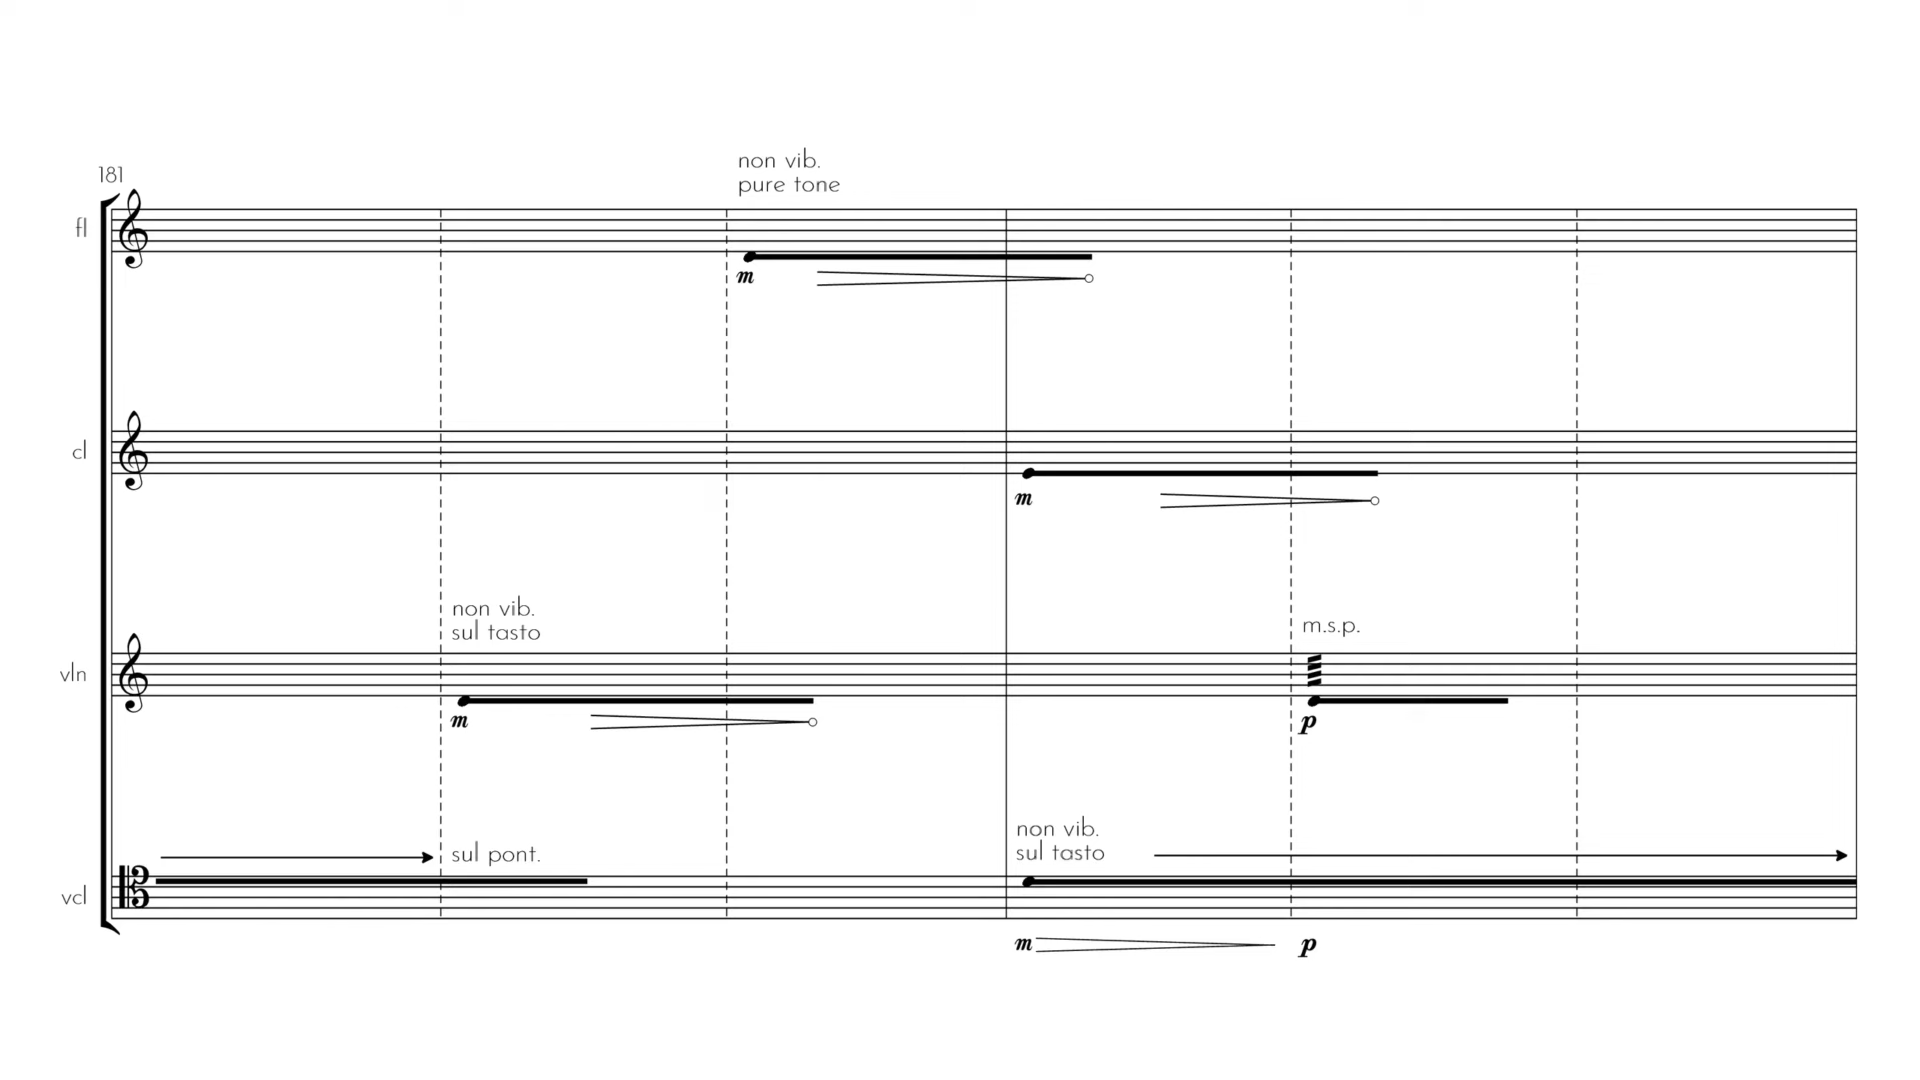 181
non vib.
pure tone
fl
m
cl
m
non vib.
sul tasto
m.s.p.
vln
m
p
non vib.
sul pont.
sul tasto
vcl
m
p